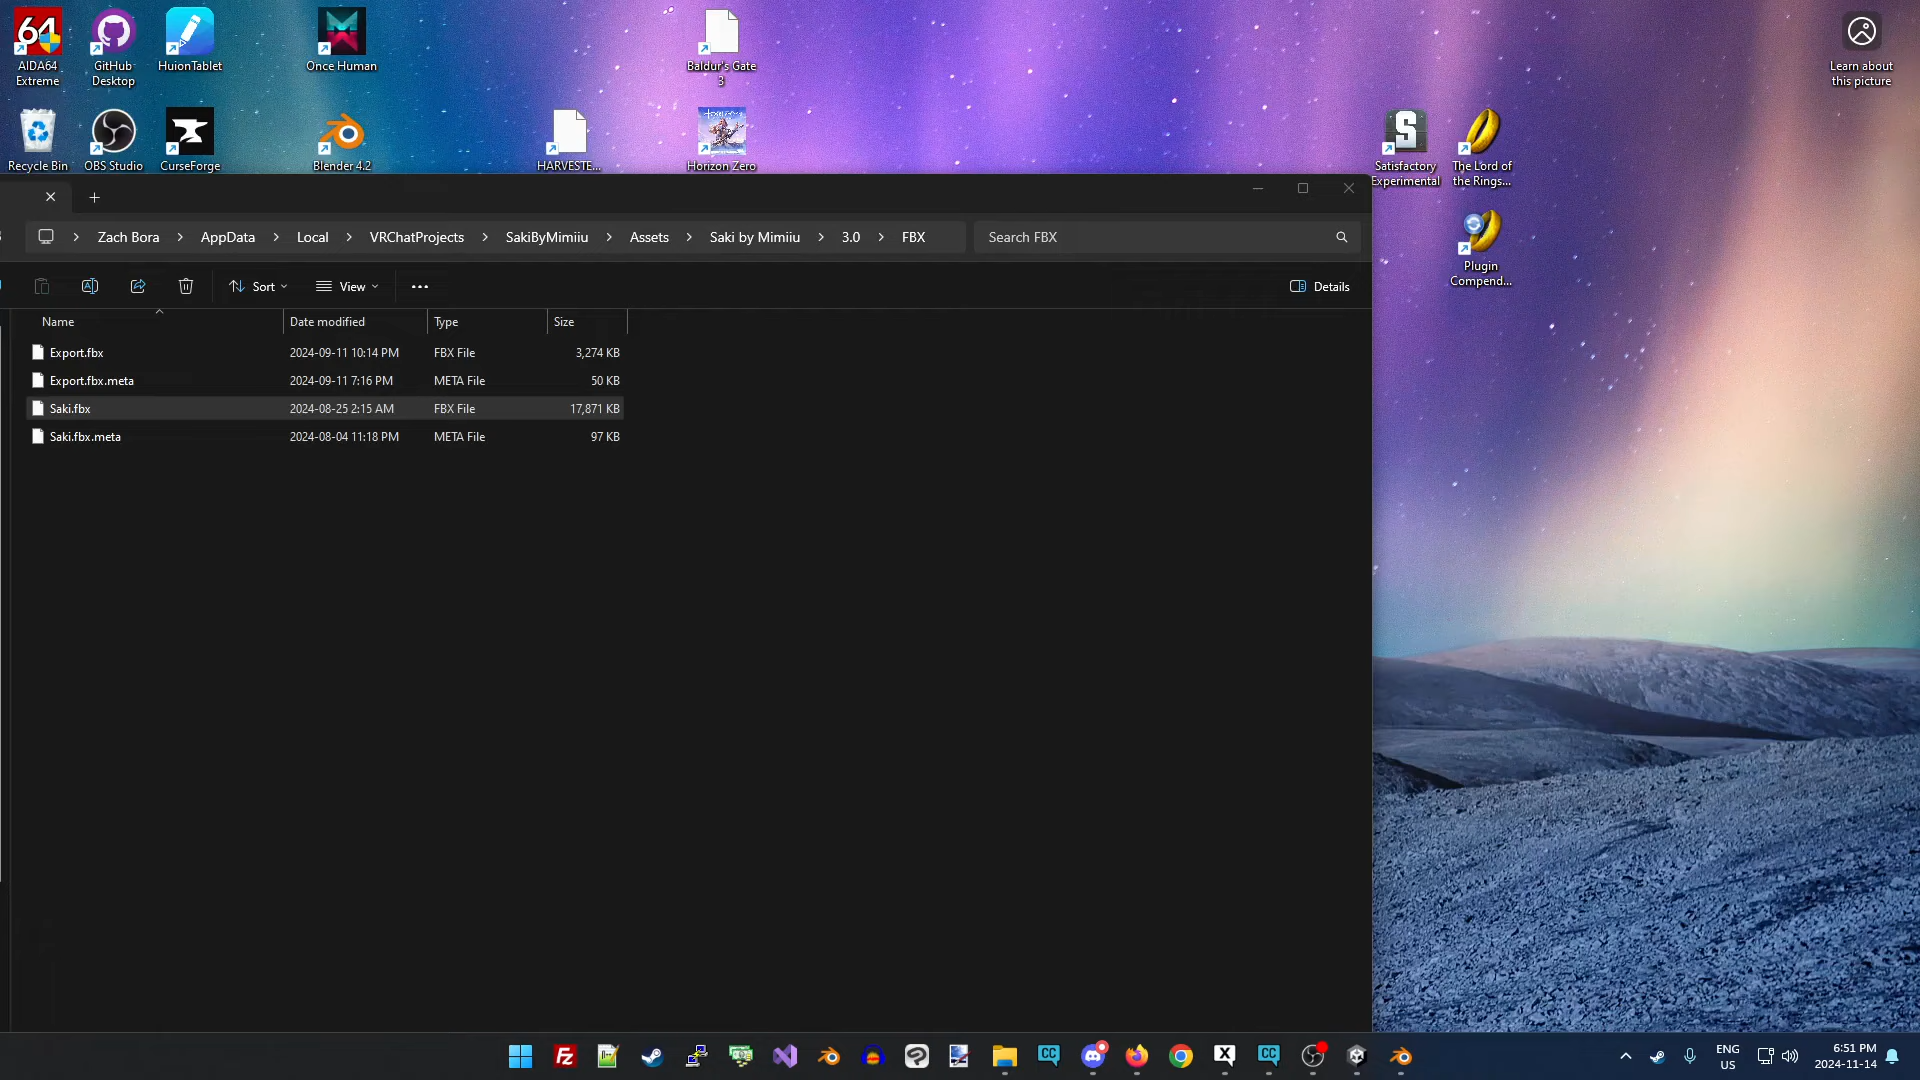 AIDA64
Extreme
GitHub
Desktop
HuionTablet
Once Human
Baldur's Gate
3
Learn about
this picture
Recycle Bin
OBS Studio
CurseForge
Blender 4.2
HARVESTE...
Horizon Zero
Satisfactory
Experimental
The Lord of
the Rings...
Plugin
Compend...
Zach Bora
AppData
Local
VRChatProjects
SakiByMimiiu
Assets
Saki by Mimiiu
3.0
FBX
Search FBX
Sort
View
Details
Name
Date modified
Type
Size
Export.fbx 2024-09-11 10:14 PM FBX File 3,274 KB
Export.fbx.meta 2024-09-11 7:16 PM META File 50 KB
Saki.fbx 2024-08-25 2:15 AM FBX File 17,871 KB
Saki.fbx.meta 2024-08-04 11:18 PM META File 97 KB
ENG
US
6:51 PM
2024-11-14